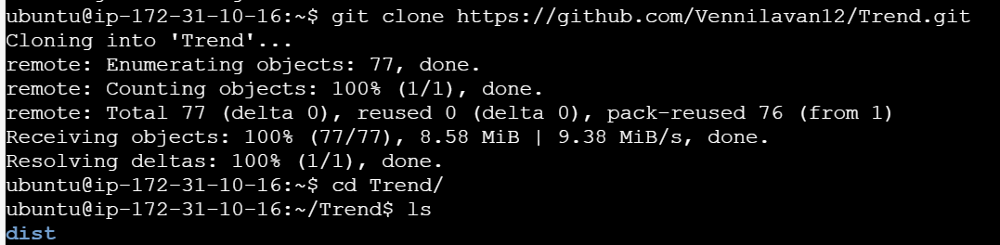 ubuntu@ip-172-31-10-16:~$ git clone https://github.com/Vennilavan12/Trend.git
Cloning into 'Trend'...
remote: Enumerating objects: 77, done.
remote: Counting objects: 100% (1/1), done.
remote: Total 77 (delta 0), reused 0 (delta 0), pack-reused 76 (from 1)
Receiving objects: 100% (77/77), 8.58 MiB | 9.38 MiB/s, done.
Resolving deltas: 100% (1/1), done.
ubuntu@ip-172-31-10-16:~$ cd Trend/
ubuntu@ip-172-31-10-16:~/Trend$ ls
dist